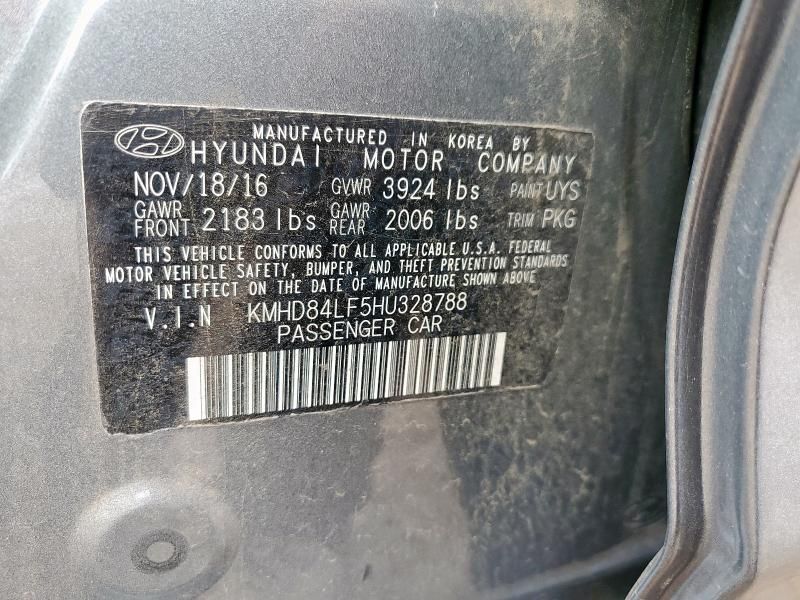 MANUFACTURED IN KOREA BY
HYUNDAI MOTOR COMPANY
NOV/18/16 GVWR 3924 lbs PAINT UYS
GAWR FRONT 2183 lbs GAWR REAR 2006 lbs TRIM PKG
THIS VEHICLE CONFORMS TO ALL APPLICABLE U.S.A. FEDERAL
MOTOR VEHICLE SAFETY, BUMPER, AND THEFT PREVENTION STANDARDS
IN EFFECT ON THE DATE OF MANUFACTURE SHOWN ABOVE
V.I.N KMHD84LF5HU328788
PASSENGER CAR